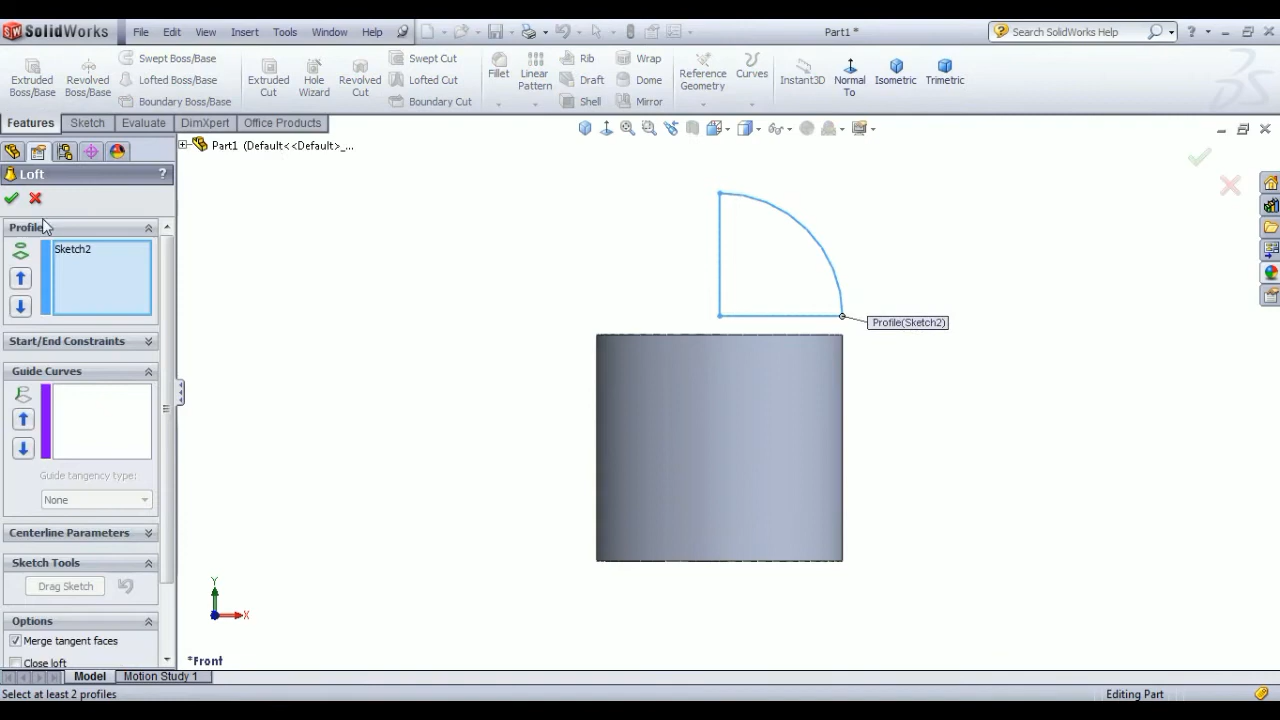 SolidWorks File Edit View Insert Tools Window Help Part1 * Search SolidWorks Help ?
Extruded Boss/Base
Revolved Boss/Base
Swept Boss/Base
Lofted Boss/Base
Boundary Boss/Base
Extruded Cut
Hole Wizard
Revolved Cut
Swept Cut
Lofted Cut
Boundary Cut
Fillet
Linear Pattern
Rib
Draft
Shell
Wrap
Dome
Mirror
Reference Geometry
Curves
Instant3D
Normal To
Isometric
Trimetric
Features Sketch Evaluate DimXpert Office Products
Part1 (Default<<Default>_...
Loft ?
Profile
Sketch2
Profile(Sketch2)
Start/End Constraints
Guide Curves
Guide tangency type:
None
Centerline Parameters
Sketch Tools
Drag Sketch
Y
X
Options
Merge tangent faces
Close loft
*Front
Model Motion Study 1
Select at least 2 profiles Editing Part